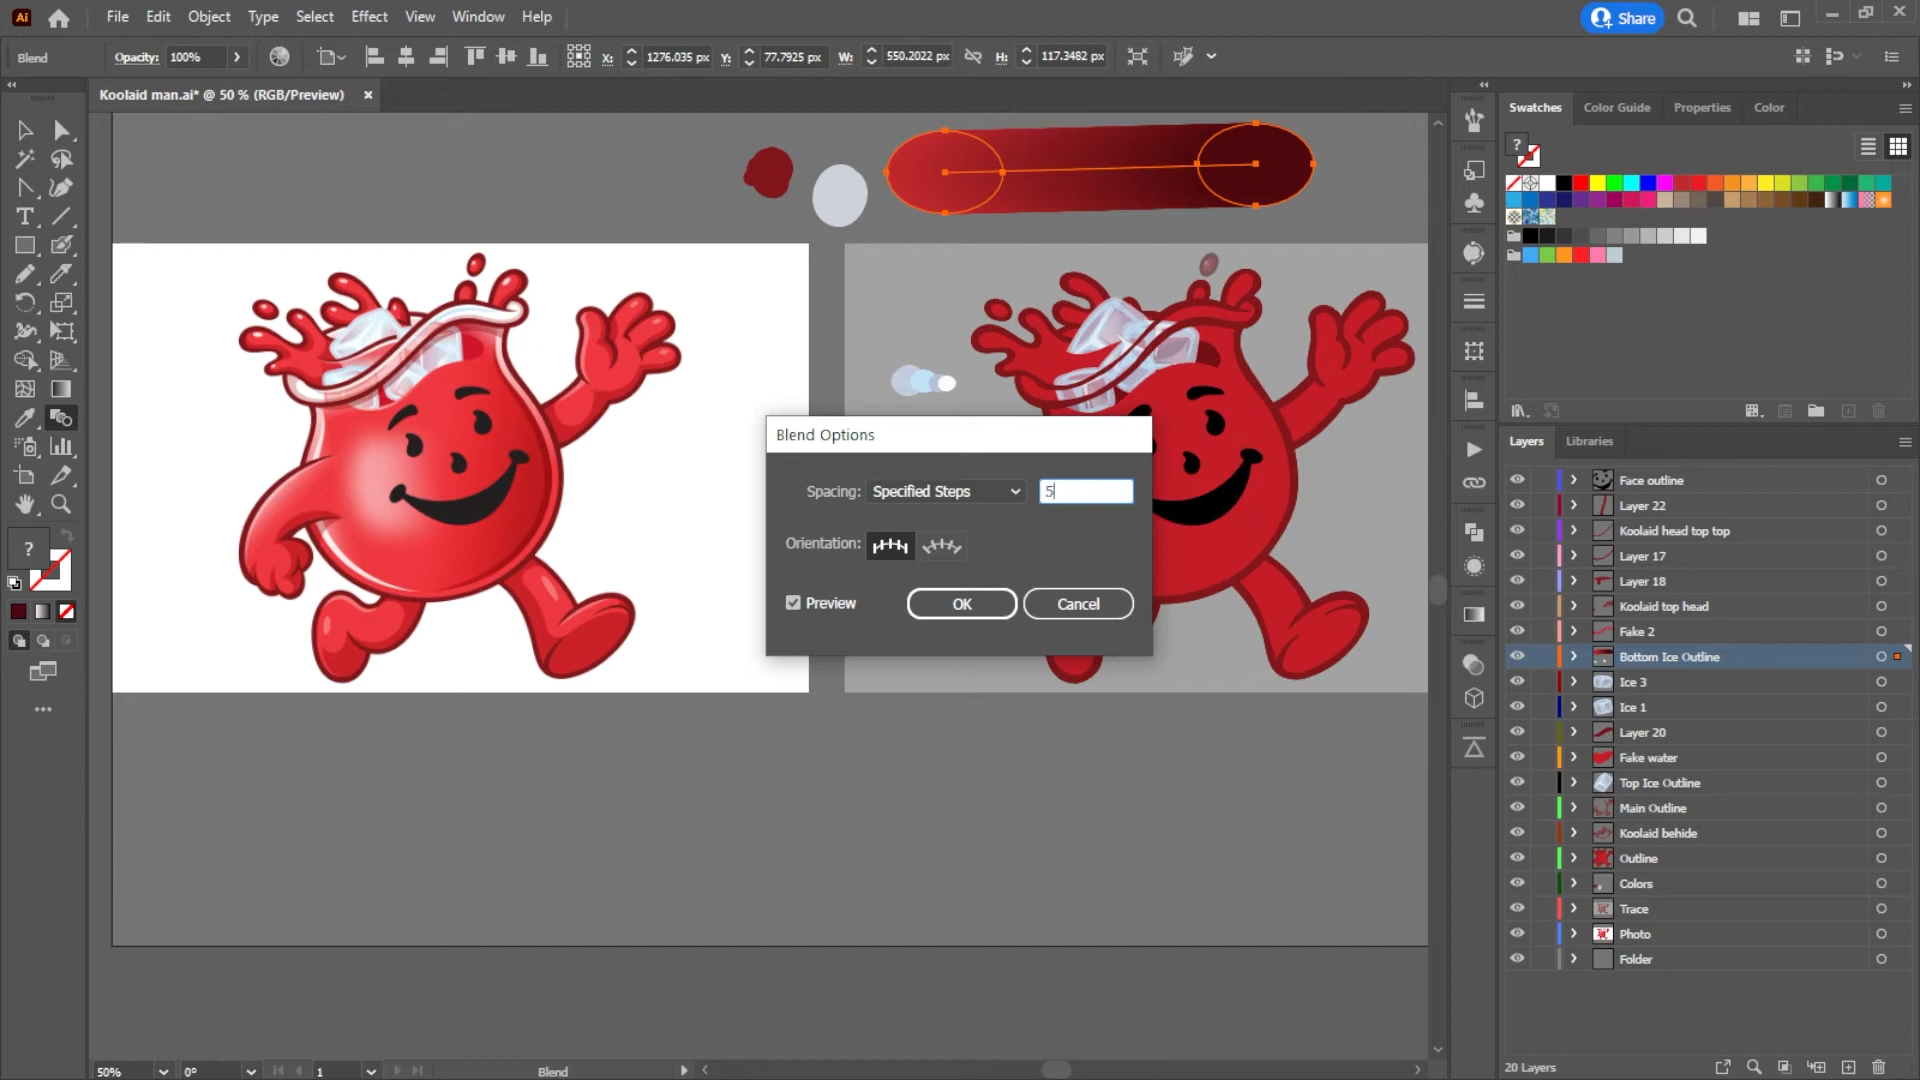 Ai File Edit Object Type Select Effect View Window Help Share
Blend Opacity: 100% X: 1276.035 px Y: 77.7925 px W: 550.2022 px H: 117.3482 px
Koolaid man.ai* @ 50 % (RGB/Preview)
Swatches Color Guide Properties Color
?
Blend Options
Spacing: Specified Steps 5
Orientation:
Preview OK Cancel
?
Layers Libraries
Face outline
Layer 22
Koolaid head top top
Layer 17
Layer 18
Koolaid top head
Fake 2
Bottom Ice Outline
Ice 3
Ice 1
Layer 20
Fake water
Top Ice Outline
Main Outline
Koolaid behide
Outline
Colors
Trace
Photo
Folder
20 Layers
50% 0° 1 Blend